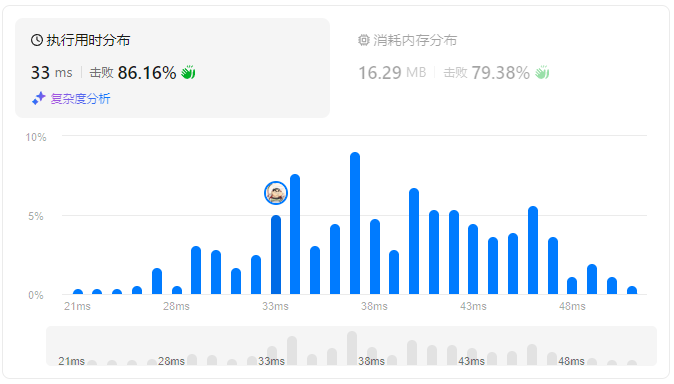 执行用时分布
33 ms 击败 86.16%
复杂度分析
消耗内存分布
16.29 MB 击败 79.38%
10%
5%
0%
21ms 28ms 33ms 38ms 43ms 48ms
21ms 28ms 33ms 38ms 43ms 48ms